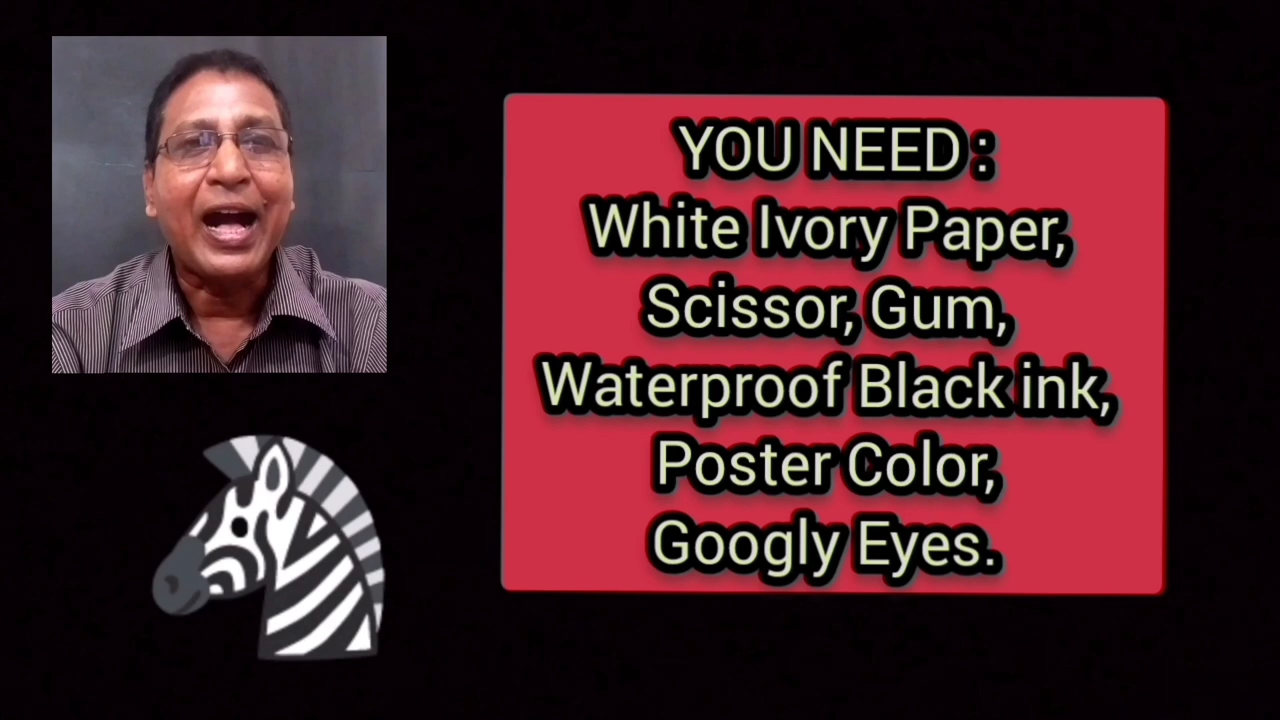 YOU NEED :
White Ivory Paper,
Scissor, Gum,
Waterproof Black ink,
Poster Color,
Googly Eyes.